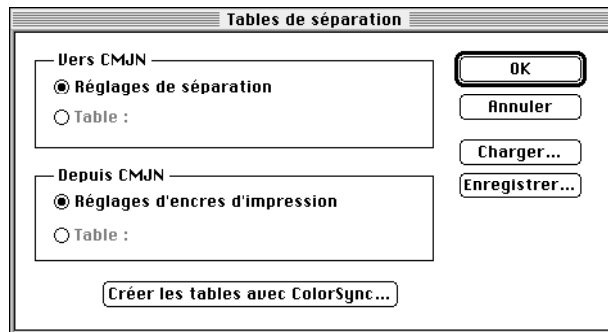 Tables de séparation
Vers CMJN
Réglages de séparation
Table :
Depuis CMJN
Réglages d'encres d'impression
Table :
Créer les tables avec ColorSync...
OK
Annuler
Charger...
Enregistrer...